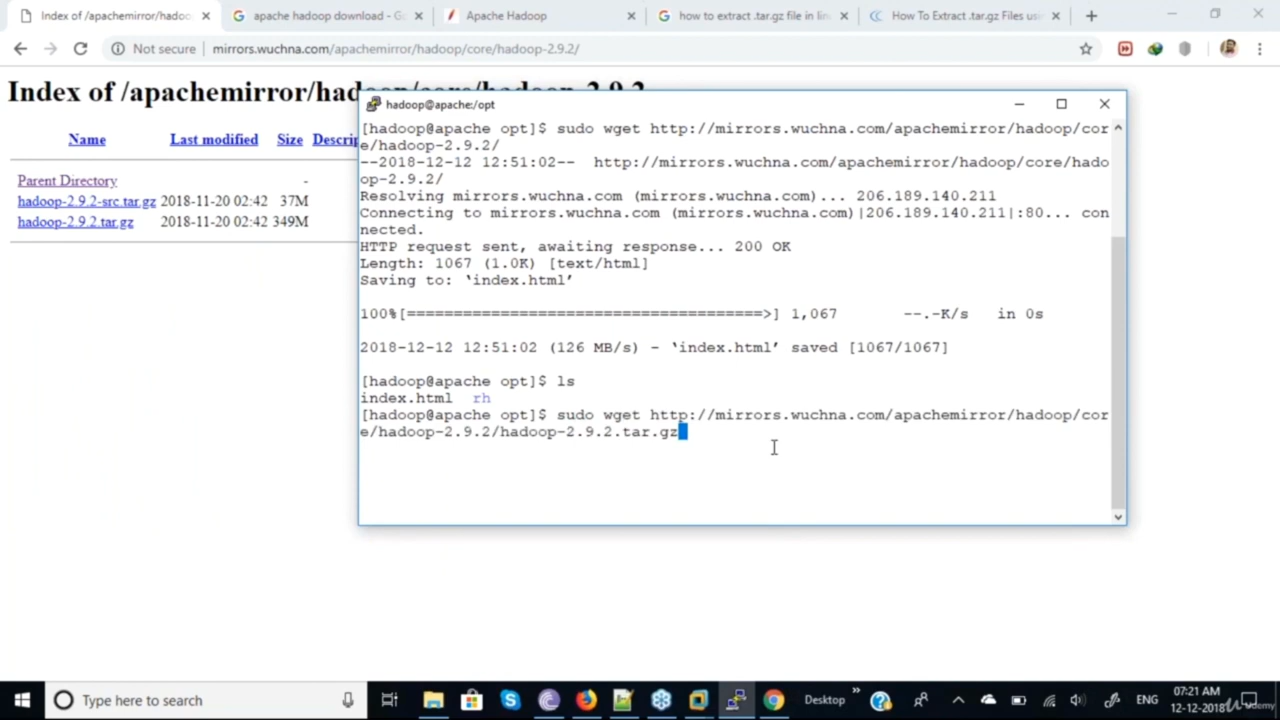 Index of /apachemirror/hadoo
apache hadoop download - Go
Apache Hadoop
how to extract .tar.gz file in lin
How To Extract .tar.gz Files usin
Not secure
mirrors.wuchna.com/apachemirror/hadoop/core/hadoop-2.9.2/
Index of /apachemirror/hadoop/core/hadoop-2.9.2
Name Last modified Size Descrip
Parent Directory -
hadoop-2.9.2-src.tar.gz 2018-11-20 02:42 37M
hadoop-2.9.2.tar.gz 2018-11-20 02:42 349M
hadoop@apache:/opt
[hadoop@apache opt]$ sudo wget http://mirrors.wuchna.com/apachemirror/hadoop/cor
e/hadoop-2.9.2/
--2018-12-12 12:51:02-- http://mirrors.wuchna.com/apachemirror/hadoop/core/hado
op-2.9.2/
Resolving mirrors.wuchna.com (mirrors.wuchna.com)... 206.189.140.211
Connecting to mirrors.wuchna.com (mirrors.wuchna.com)|206.189.140.211|:80... con
nected.
HTTP request sent, awaiting response... 200 OK
Length: 1067 (1.0K) [text/html]
Saving to: ‘index.html’
100%[======================================>] 1,067 --.-K/s in 0s
2018-12-12 12:51:02 (126 MB/s) - ‘index.html’ saved [1067/1067]
[hadoop@apache opt]$ ls
index.html rh
[hadoop@apache opt]$ sudo wget http://mirrors.wuchna.com/apachemirror/hadoop/cor
e/hadoop-2.9.2/hadoop-2.9.2.tar.gz
Type here to search
Desktop
ENG
07:21 AM
12-12-2018
Udemy